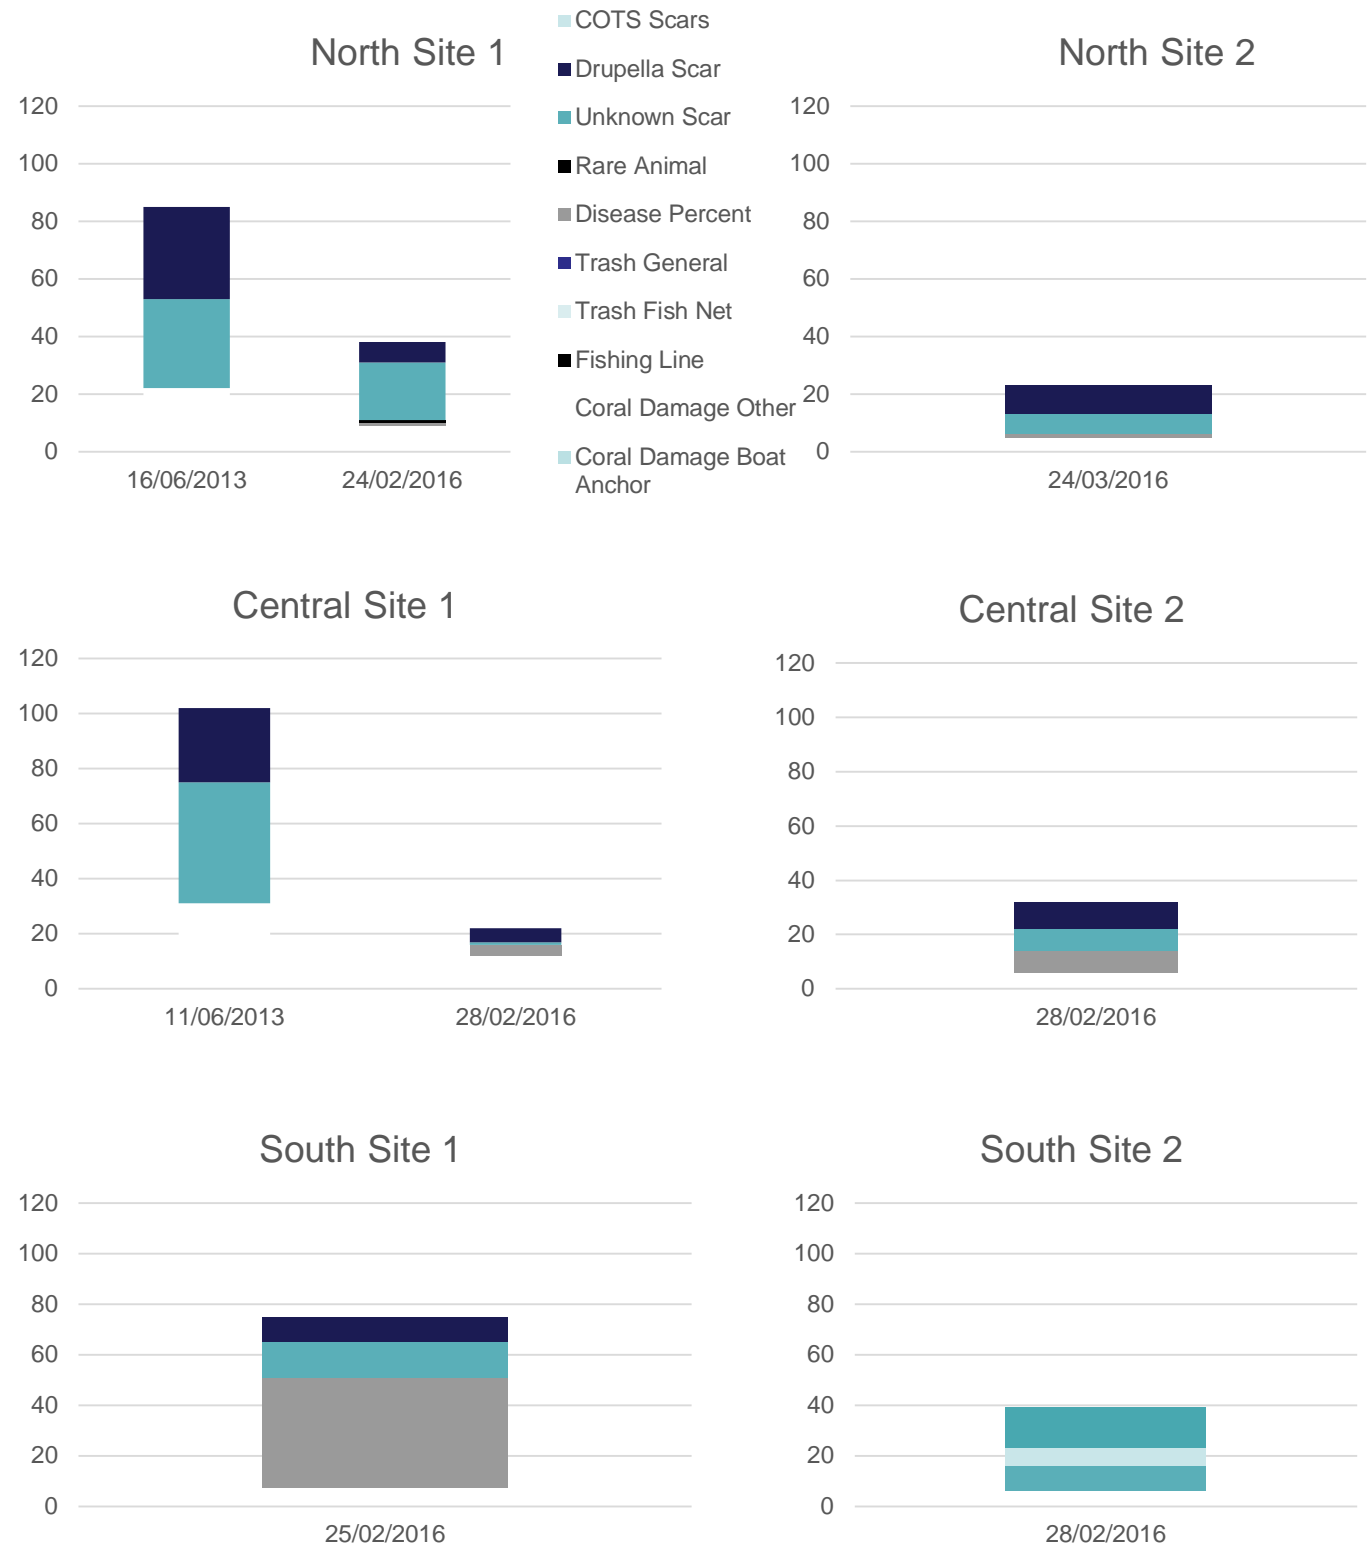 North Site 1
120
100
80
60
40
20
0
16/06/2013
24/02/2016
COTS Scars
Drupella Scar
Unknown Scar
Rare Animal
Disease Percent
Trash General
Trash Fish Net
Fishing Line
Coral Damage Other
Coral Damage Boat
Anchor
North Site 2
120
100
80
60
40
20
0
24/03/2016
Central Site 1
120
100
80
60
40
20
0
11/06/2013
28/02/2016
Central Site 2
120
100
80
60
40
20
0
28/02/2016
South Site 1
120
100
80
60
40
20
0
25/02/2016
South Site 2
120
100
80
60
40
20
0
28/02/2016